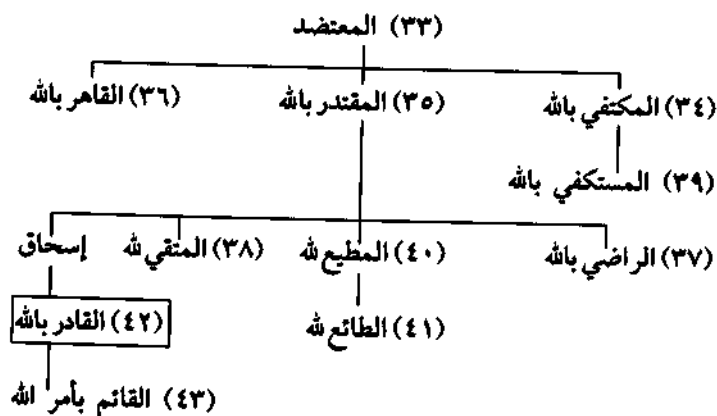 (٣٣) المعتضد
(٣٤) المكتفي بالله (٣٥) المقتدر بالله (٣٦) القاهر بالله
(٣٩) المستكفي بالله
(٣٧) الراضي بالله (٤٠) المطيع لله (٣٨) المتقي لله إسحاق
(٤١) الطائع لله (٤٢) القادر بالله
(٤٣) القائم بأمر الله